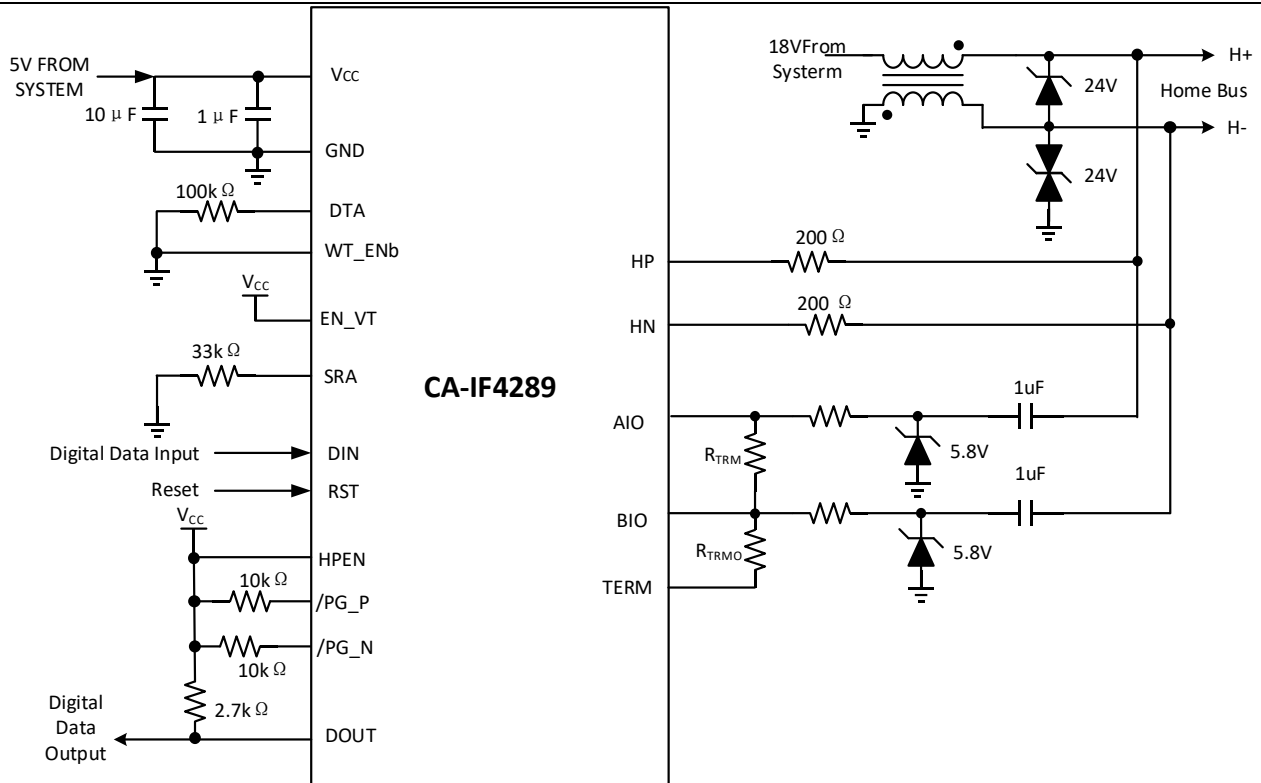 5V FROM
SYSTEM
10 μ F
1 μ F
VCC
GND
100k Ω
DTA
WT_ENb
VCC
EN_VT
33k Ω
SRA
Digital Data Input
DIN
Reset
RST
VCC
HPEN
10k Ω
/PG_P
/PG_N
10k Ω
2.7k Ω
Digital
Data
Output
DOUT
CA-IF4289
18VFrom
Systerm
H+
24V
Home Bus
H-
24V
HP
200 Ω
HN
200 Ω
AIO
1uF
RTRM
5.8V
1uF
BIO
RTRMO
5.8V
TERM